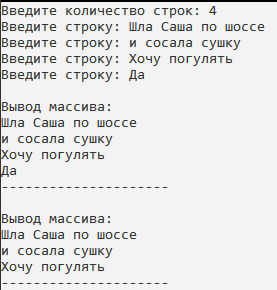 Введите количество строк: 4
Введите строку: Шла Саша по шоссе
Введите строку: и сосала сушку
Введите строку: Хочу погулять
Введите строку: Да
Вывод массива:
Шла Саша по шоссе
и сосала сушку
Хочу погулять
Да
---------------------
Вывод массива:
Шла Саша по шоссе
и сосала сушку
Хочу погулять
---------------------